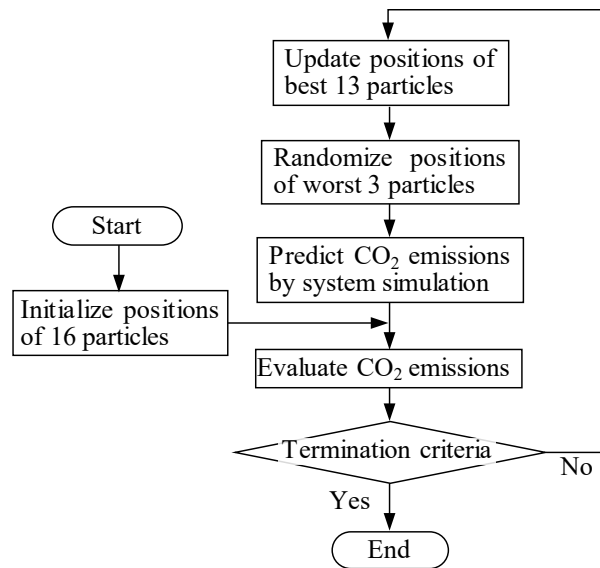 Update positions of
best 13 particles
Randomize positions
of worst 3 particles
Start
Predict CO₂ emissions
by system simulation
Initialize positions
of 16 particles
Evaluate CO₂ emissions
Termination criteria
No
Yes
End